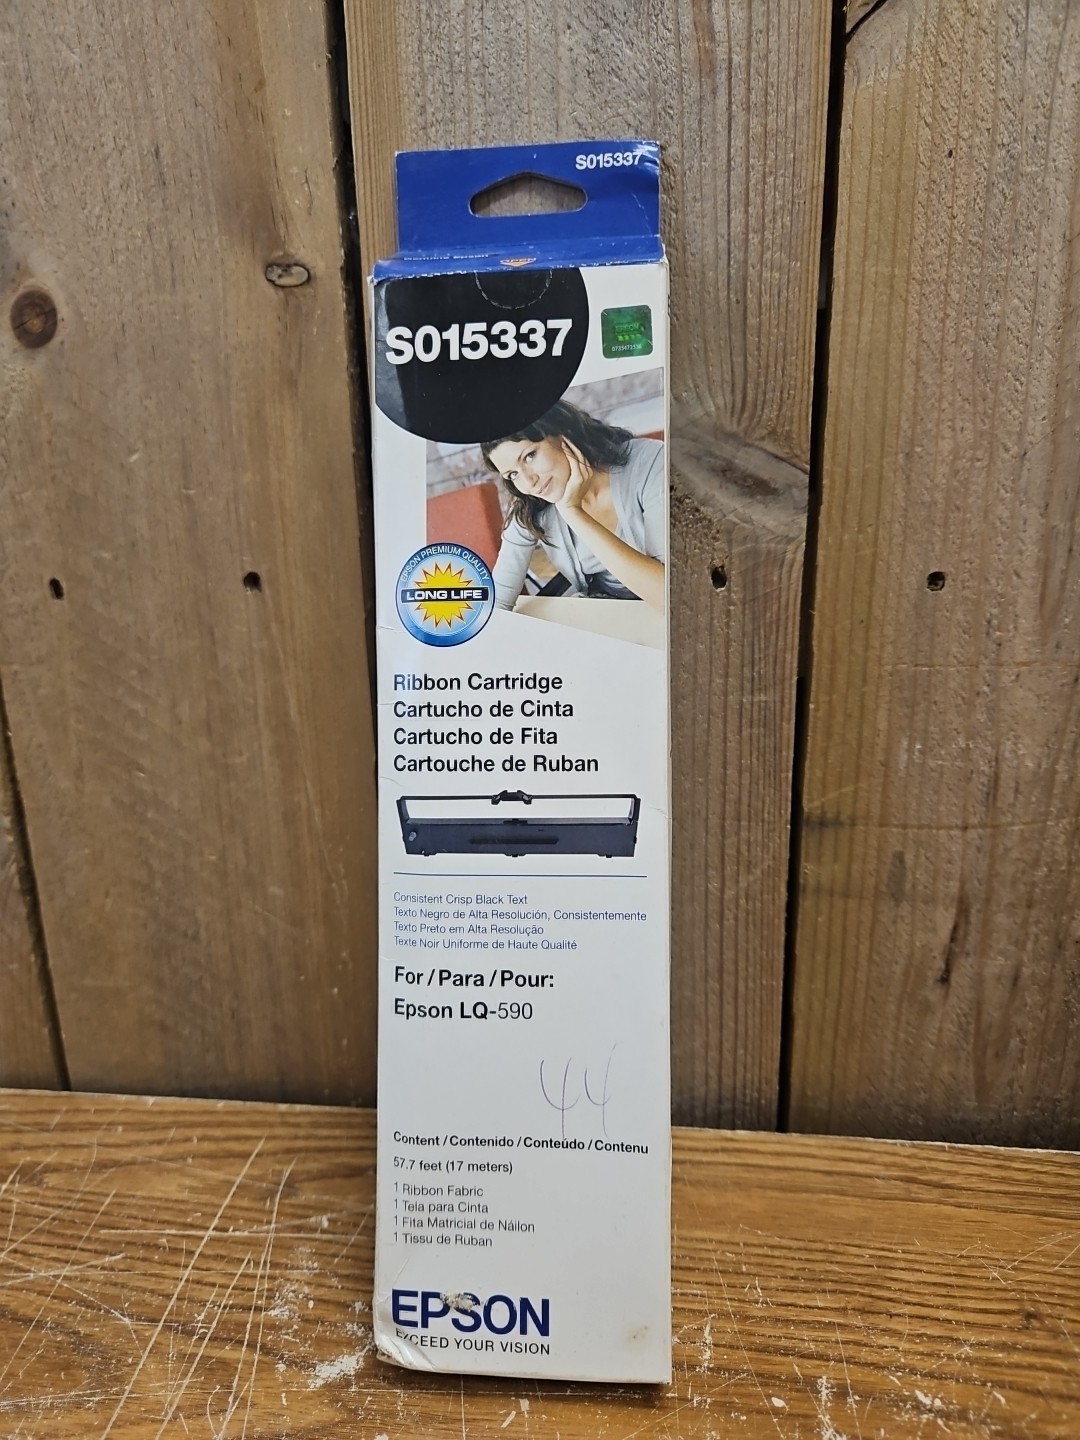 S015337
OPEN
S015337
EPSON
EPSON PREMIUM QUALITY
LONG LIFE
Ribbon Cartridge
Cartucho de Cinta
Cartucho de Fita
Cartouche de Ruban
Consistent Crisp Black Text
Texto Negro de Alta Resolución, Consistentemente
Texto Preto em Alta Resolução
Texte Noir Uniforme de Haute Qualité
For / Para / Pour:
Epson LQ-590
44
Content / Contenido / Conteúdo / Contenu
57.7 feet (17 meters)
1 Ribbon Fabric
1 Tela para Cinta
1 Fita Matricial de Náilon
1 Tissu de Ruban
EPSON
EXCEED YOUR VISION